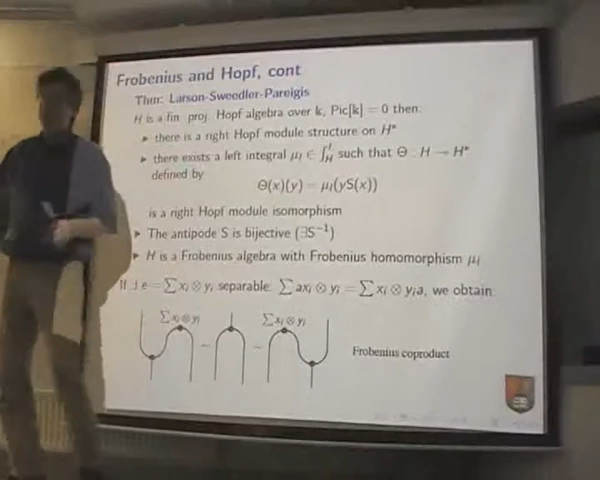 Frobenius and Hopf, cont
Thm: Larson-Sweedler-Pareigis
H is a fin. proj. Hopf algebra over k, Pic[k] = 0 then:
there is a right Hopf module structure on H*
there exists a left integral μₗ ∈ ∫ such that Θ : H → H*
defined by
Θ(x)(y) = μₗ(yS(x))
is a right Hopf module isomorphism
The antipode S is bijective (∃S⁻¹)
H is a Frobenius algebra with Frobenius homomorphism μₗ
If ∃ e = ∑ xᵢ ⊗ yᵢ separable: ∑ axᵢ ⊗ yᵢ = ∑ xᵢ ⊗ yᵢa, we obtain:
∑ xᵢ ⊗ yᵢ ∑ xᵢ ⊗ yᵢ
Frobenius coproduct